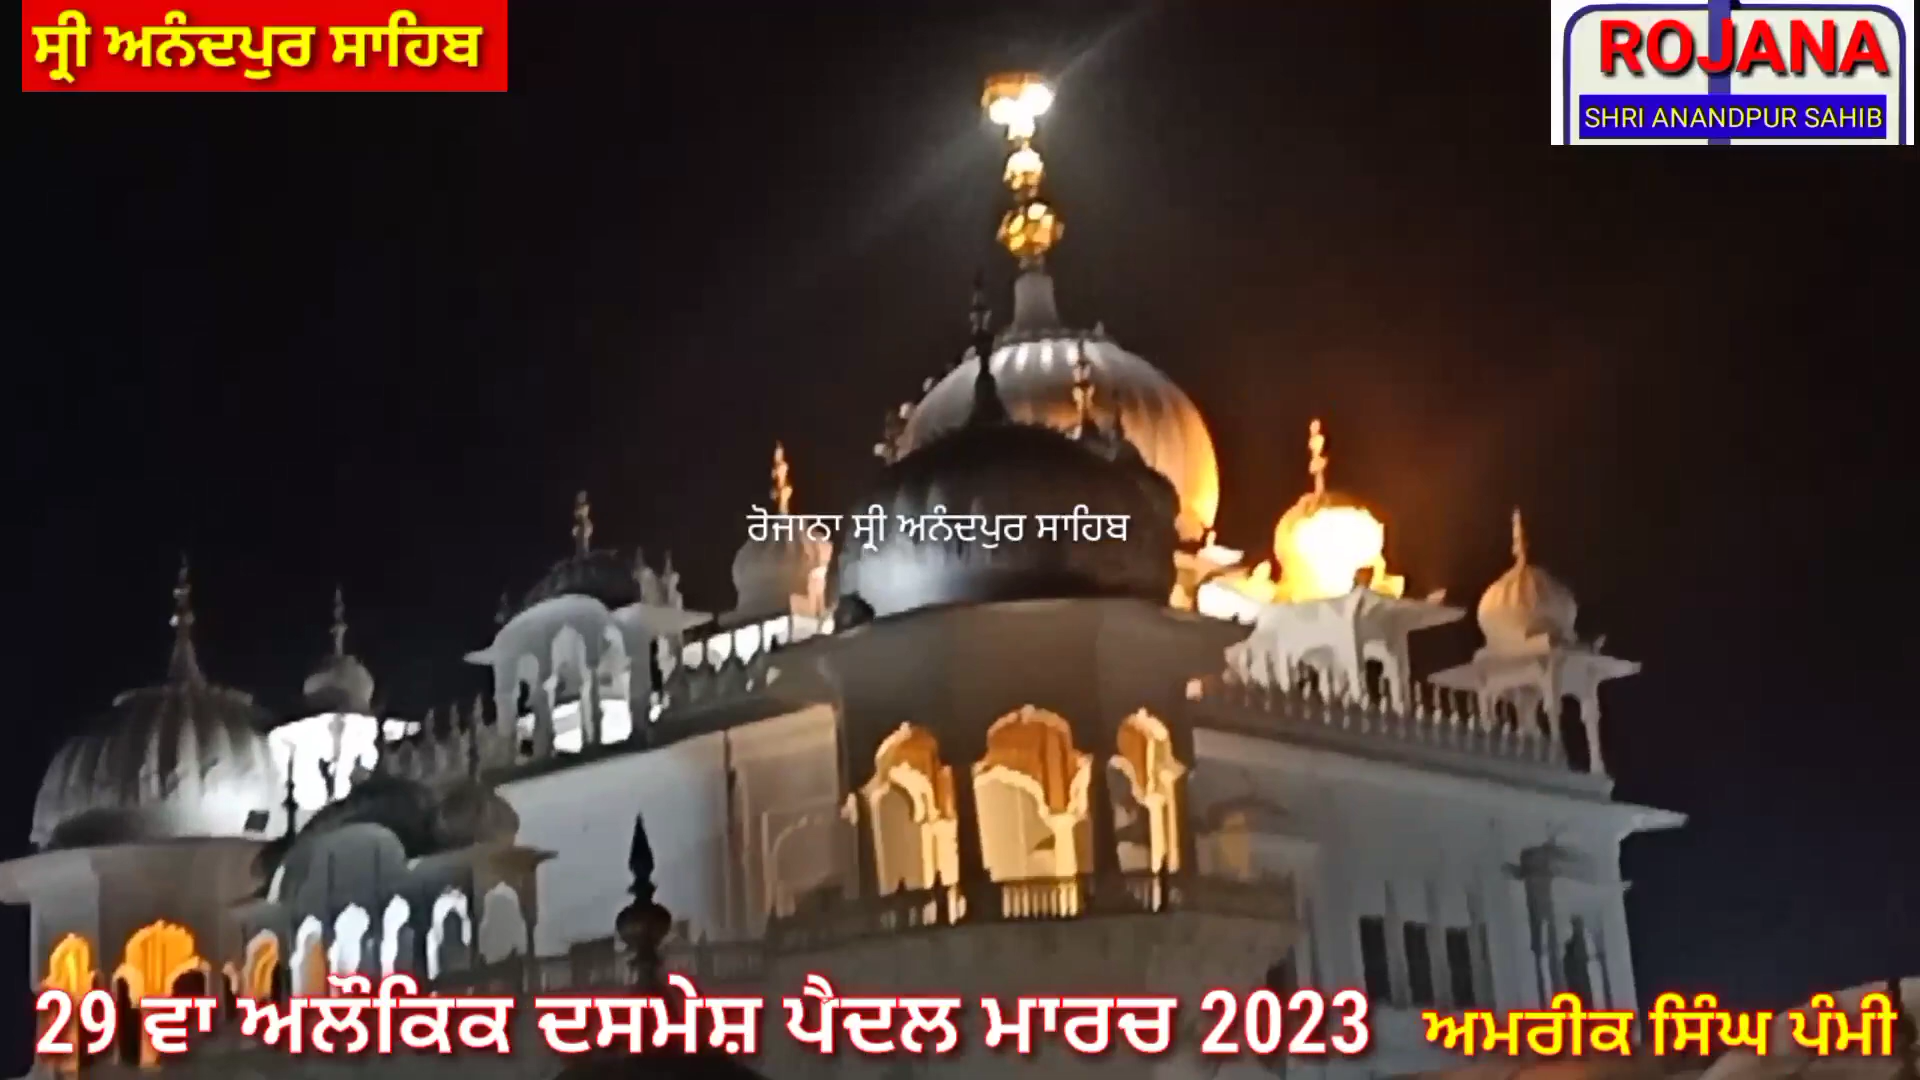 ਸ੍ਰੀ ਅਨੰਦਪੁਰ ਸਾਹਿਬ
ROJANA
SHRI ANANDPUR SAHIB
ਰੋਜਾਨਾ ਸ੍ਰੀ ਅਨੰਦਪੁਰ ਸਾਹਿਬ
29 ਵਾ ਅਲੌਕਿਕ ਦਸਮੇਸ਼ ਪੈਦਲ ਮਾਰਚ 2023
ਅਮਰੀਕ ਸਿੰਘ ਪੰਮੀ